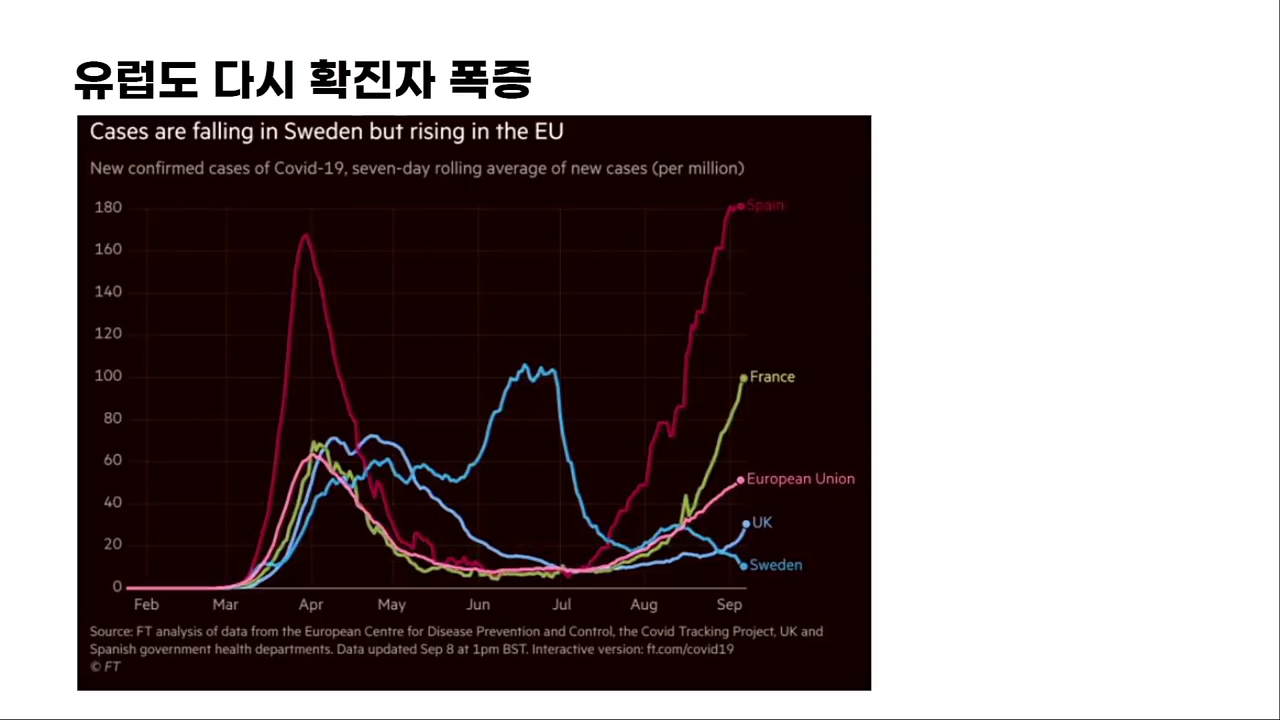 유럽도 다시 확진자 폭증
Cases are falling in Sweden but rising in the EU
New confirmed cases of Covid-19, seven-day rolling average of new cases (per million)
180
160
140
120
100
80
60
40
20
0
Spain
France
European Union
UK
Sweden
Feb Mar Apr May Jun Jul Aug Sep
Source: FT analysis of data from the European Centre for Disease Prevention and Control, the Covid Tracking Project, UK and
Spanish government health departments. Data updated Sep 8 at 1pm BST. Interactive version: ft.com/covid19
© FT